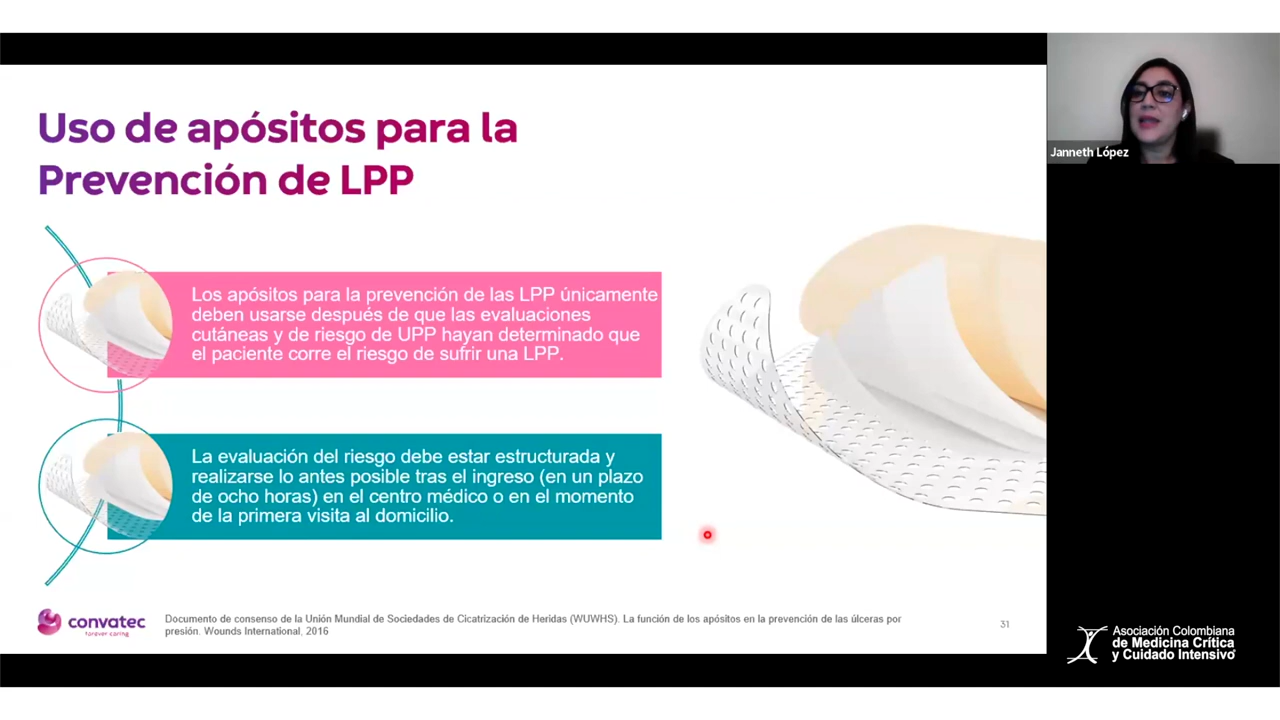 Uso de apósitos para la
Prevención de LPP
Los apósitos para la prevención de las LPP únicamente
deben usarse después de que las evaluaciones
cutáneas y de riesgo de UPP hayan determinado que
el paciente corre el riesgo de sufrir una LPP.
La evaluación del riesgo debe estar estructurada y
realizarse lo antes posible tras el ingreso (en un plazo
de ocho horas) en el centro médico o en el momento
de la primera visita al domicilio.
convatec
forever caring
Documento de consenso de la Unión Mundial de Sociedades de Cicatrización de Heridas (WUWHS). La función de los apósitos en la prevención de las úlceras por
presión. Wounds International, 2016
31
Janneth López
Asociación Colombiana
de Medicina Crítica
y Cuidado Intensivo